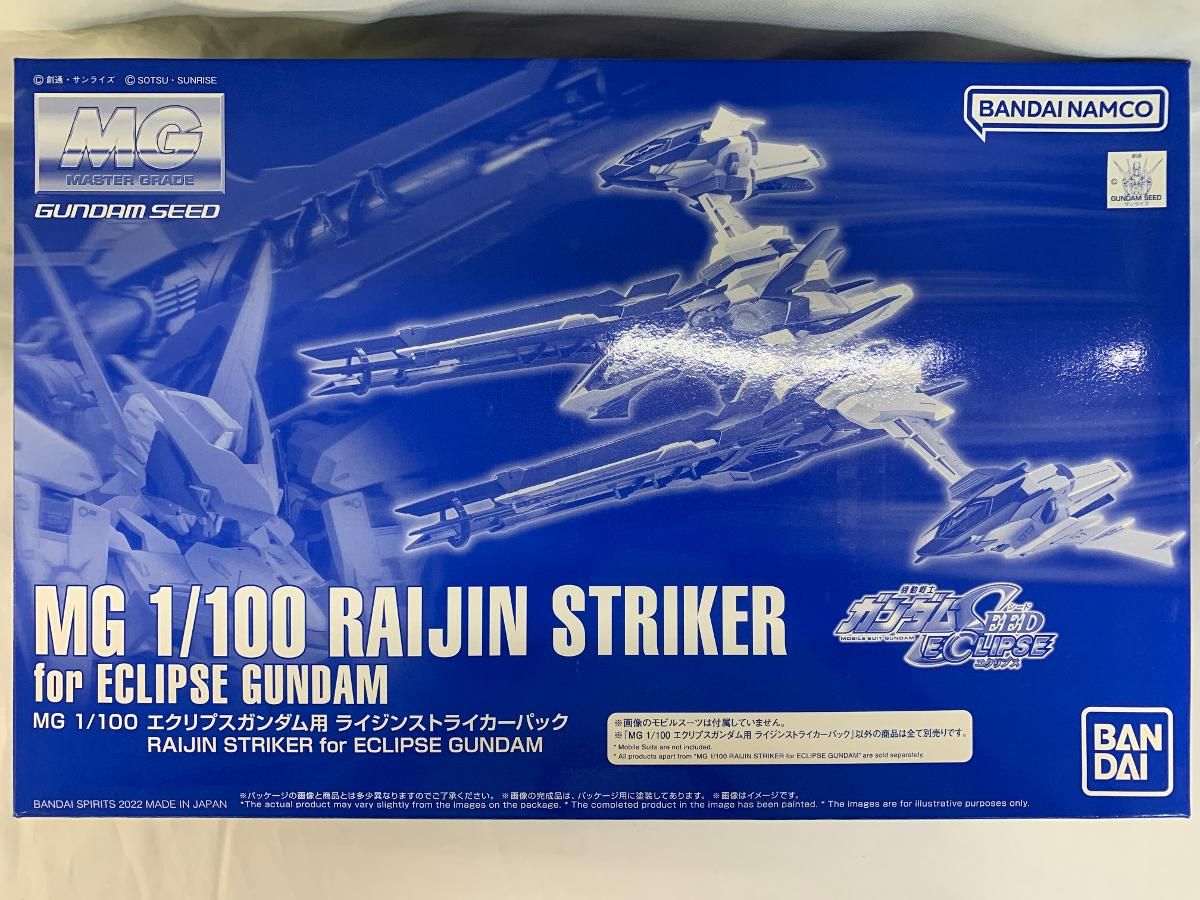 ©創通・サンライズ ©SOTSU・SUNRISE
MG
MASTER GRADE
GUNDAM SEED
BANDAI NAMCO
創通
©
GUNDAM SEED
サンライズ
MG 1/100 RAIJIN STRIKER
for ECLIPSE GUNDAM
MG 1/100 エクリプスガンダム用 ライジンストライカーパック
RAIJIN STRIKER for ECLIPSE GUNDAM
機動戦士
ガンダムSEED
シード
MOBILE SUIT GUNDAM
ECLIPSE
エクリプス
※画像のモビルスーツは付属していません。
※「MG 1/100 エクリプスガンダム用 ライジンストライカーパック」以外の商品は全て別売りです。
* Mobile Suits are not included.
* All products apart from "MG 1/100 RAIJIN STRIKER for ECLIPSE GUNDAM" are sold separately.
BAN
DAI
BANDAI SPIRITS 2022 MADE IN JAPAN
※パッケージの画像と商品とは多少異なりますのでご了承ください。 ※画像の完成品は、パッケージ用に塗装してあります。 ※画像はイメージです。
*The actual product may vary slightly from the images on the package. * The completed product in the image has been painted. * The images are for illustrative purposes only.